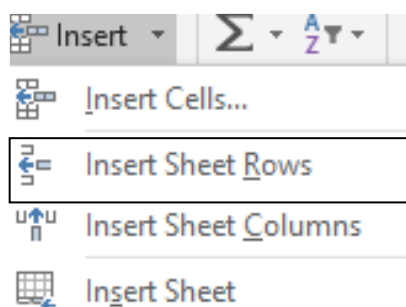 Insert Σ A Z
Insert Cells...
Insert Sheet Rows
Insert Sheet Columns
Insert Sheet